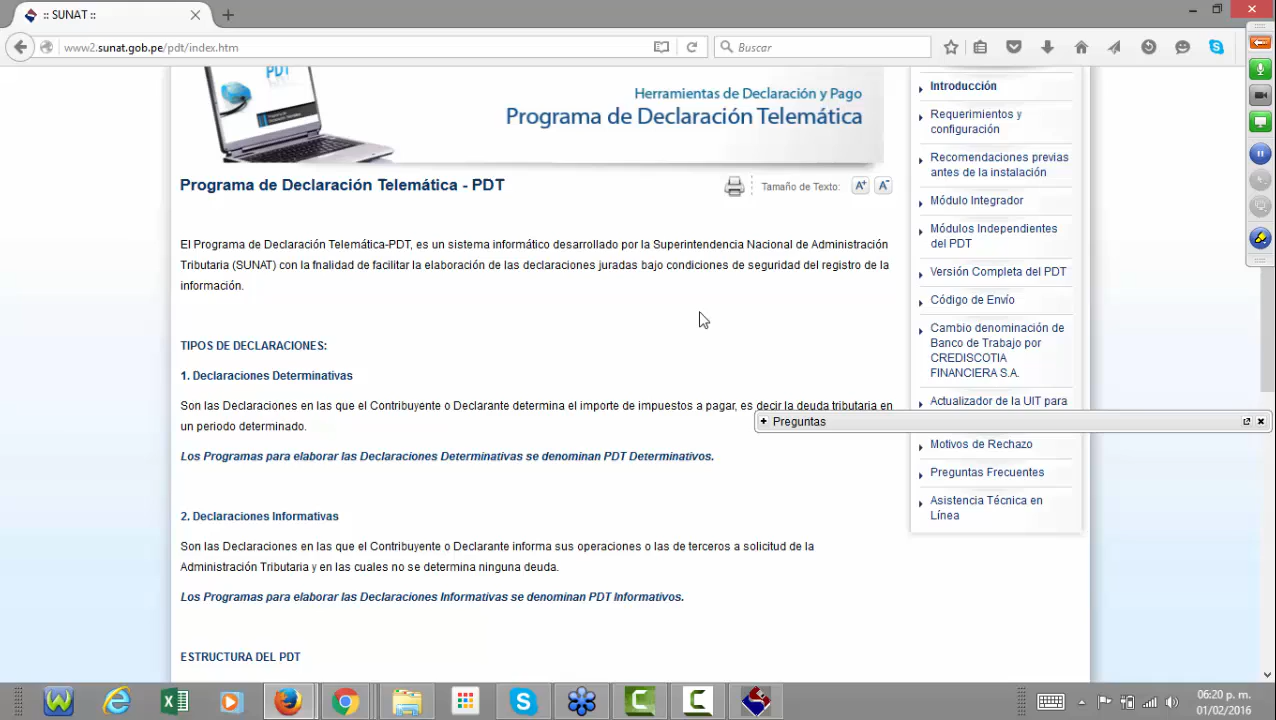 :: SUNAT ::
www2.sunat.gob.pe/pdt/index.htm
Buscar
PDT
Herramientas de Declaración y Pago
Programa de Declaración Telemática
Programa de Declaración Telemática - PDT
Tamaño de Texto: A+ A-
El Programa de Declaración Telemática-PDT, es un sistema informático desarrollado por la Superintendencia Nacional de Administración
Tributaria (SUNAT) con la fnalidad de facilitar la elaboración de las declaraciones juradas bajo condiciones de seguridad del registro de la
información.
TIPOS DE DECLARACIONES:
1. Declaraciones Determinativas
Son las Declaraciones en las que el Contribuyente o Declarante determina el importe de impuestos a pagar, es decir la deuda tributaria en
un periodo determinado.
Los Programas para elaborar las Declaraciones Determinativas se denominan PDT Determinativos.
2. Declaraciones Informativas
Son las Declaraciones en las que el Contribuyente o Declarante informa sus operaciones o las de terceros a solicitud de la
Administración Tributaria y en las cuales no se determina ninguna deuda.
Los Programas para elaborar las Declaraciones Informativas se denominan PDT Informativos.
ESTRUCTURA DEL PDT
Introducción
Requerimientos y
configuración
Recomendaciones previas
antes de la instalación
Módulo Integrador
Módulos Independientes
del PDT
Versión Completa del PDT
Código de Envío
Cambio denominación de
Banco de Trabajo por
CREDISCOTIA
FINANCIERA S.A.
Actualizador de la UIT para
Preguntas
Motivos de Rechazo
Preguntas Frecuentes
Asistencia Técnica en
Línea
06:20 p. m.
01/02/2016